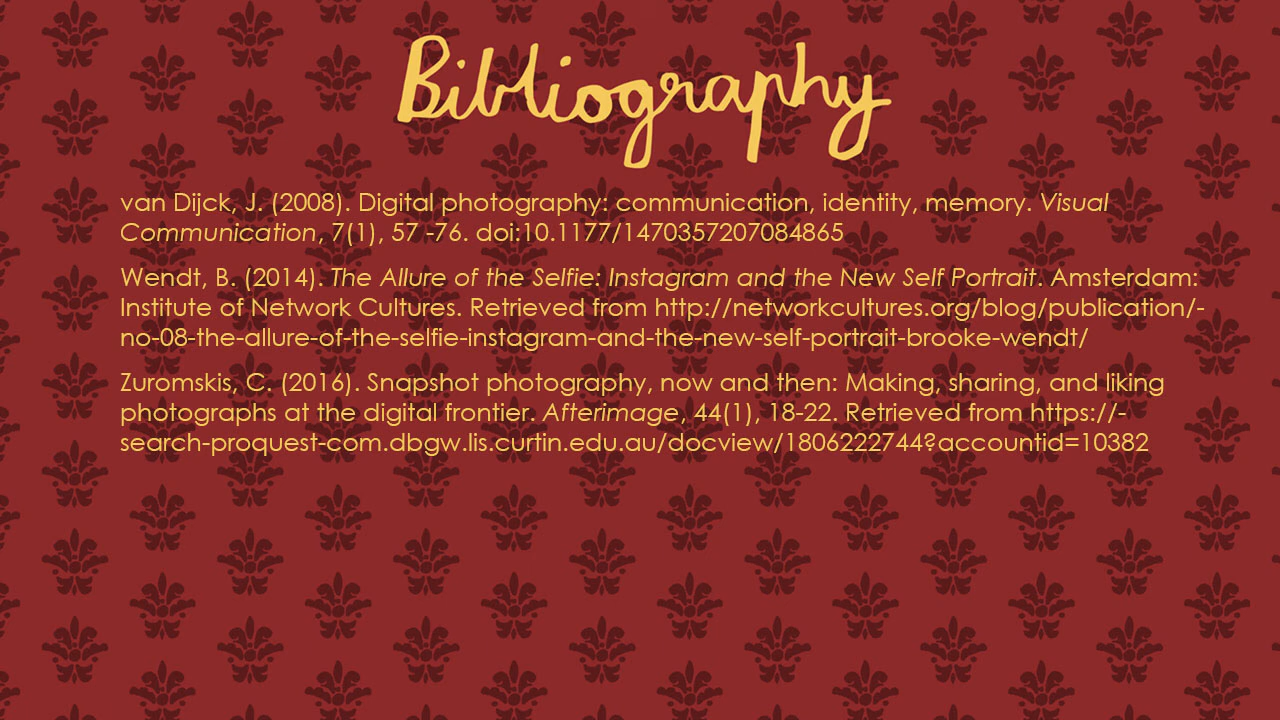 Bibliography
van Dijck, J. (2008). Digital photography: communication, identity, memory. Visual
Communication, 7(1), 57 -76. doi:10.1177/1470357207084865
Wendt, B. (2014). The Allure of the Selfie: Instagram and the New Self Portrait. Amsterdam:
Institute of Network Cultures. Retrieved from http://networkcultures.org/blog/publication/-
no-08-the-allure-of-the-selfie-instagram-and-the-new-self-portrait-brooke-wendt/
Zuromskis, C. (2016). Snapshot photography, now and then: Making, sharing, and liking
photographs at the digital frontier. Afterimage, 44(1), 18-22. Retrieved from https://-
search-proquest-com.dbgw.lis.curtin.edu.au/docview/1806222744?accountid=10382